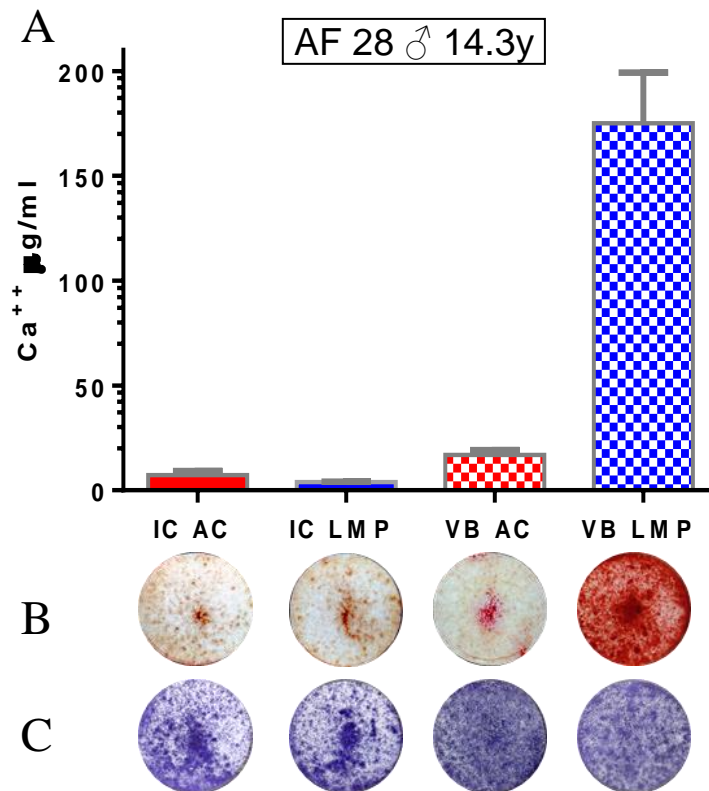 A
AF 28 ♂ 14.3y
200
150
100
50
0
Ca⁺⁺ µg/ml
IC AC IC LMP VB AC VB LMP
B
C